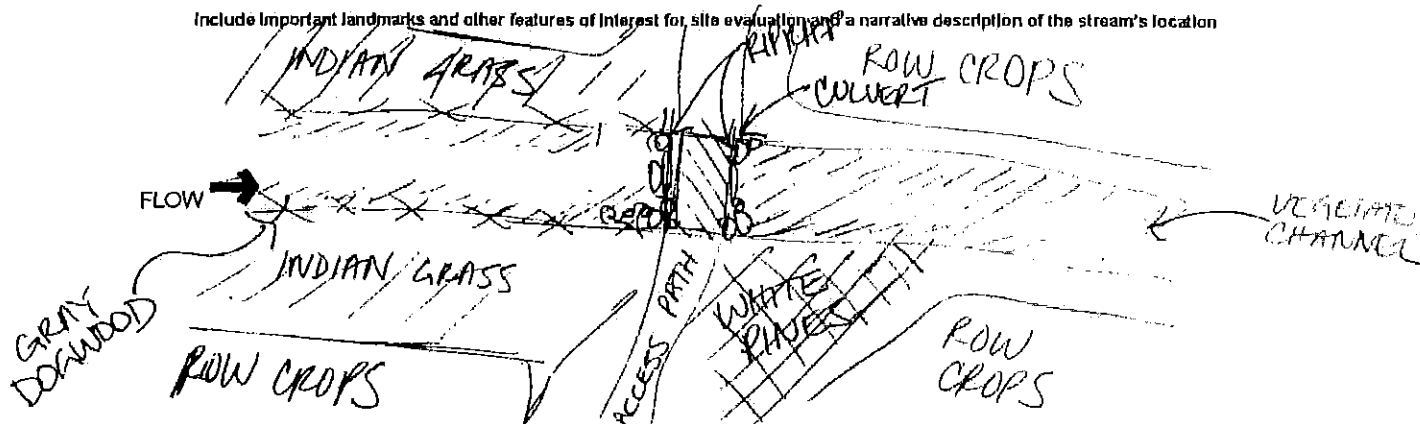 Include important landmarks and other features of interest for site evaluation and a narrative description of the stream's location
RIPRAP
INDIAN GRASS
ROW CROPS
CULVERT
FLOW
VEGETATED
CHANNEL
INDIAN GRASS
GRAY
DOGWOOD
ROW CROPS
ACCESS PATH
WHITE
PINES
ROW
CROPS